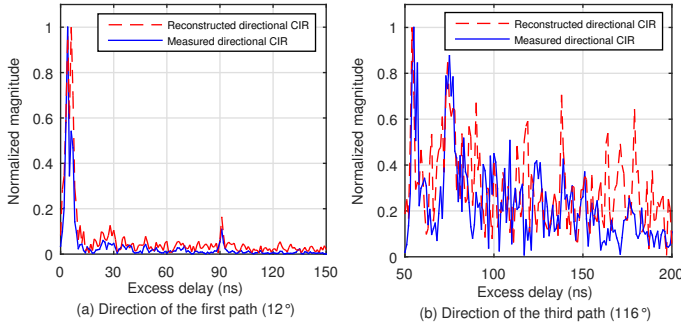 Reconstructed directional CIR
Measured directional CIR
Normalized magnitude
1
0.8
0.6
0.4
0.2
0
0 30 60 90 120 150
Excess delay (ns)
(a) Direction of the first path (12°)
Reconstructed directional CIR
Measured directional CIR
Normalized magnitude
1
0.8
0.6
0.4
0.2
0
50 100 150 200
Excess delay (ns)
(b) Direction of the third path (116°)